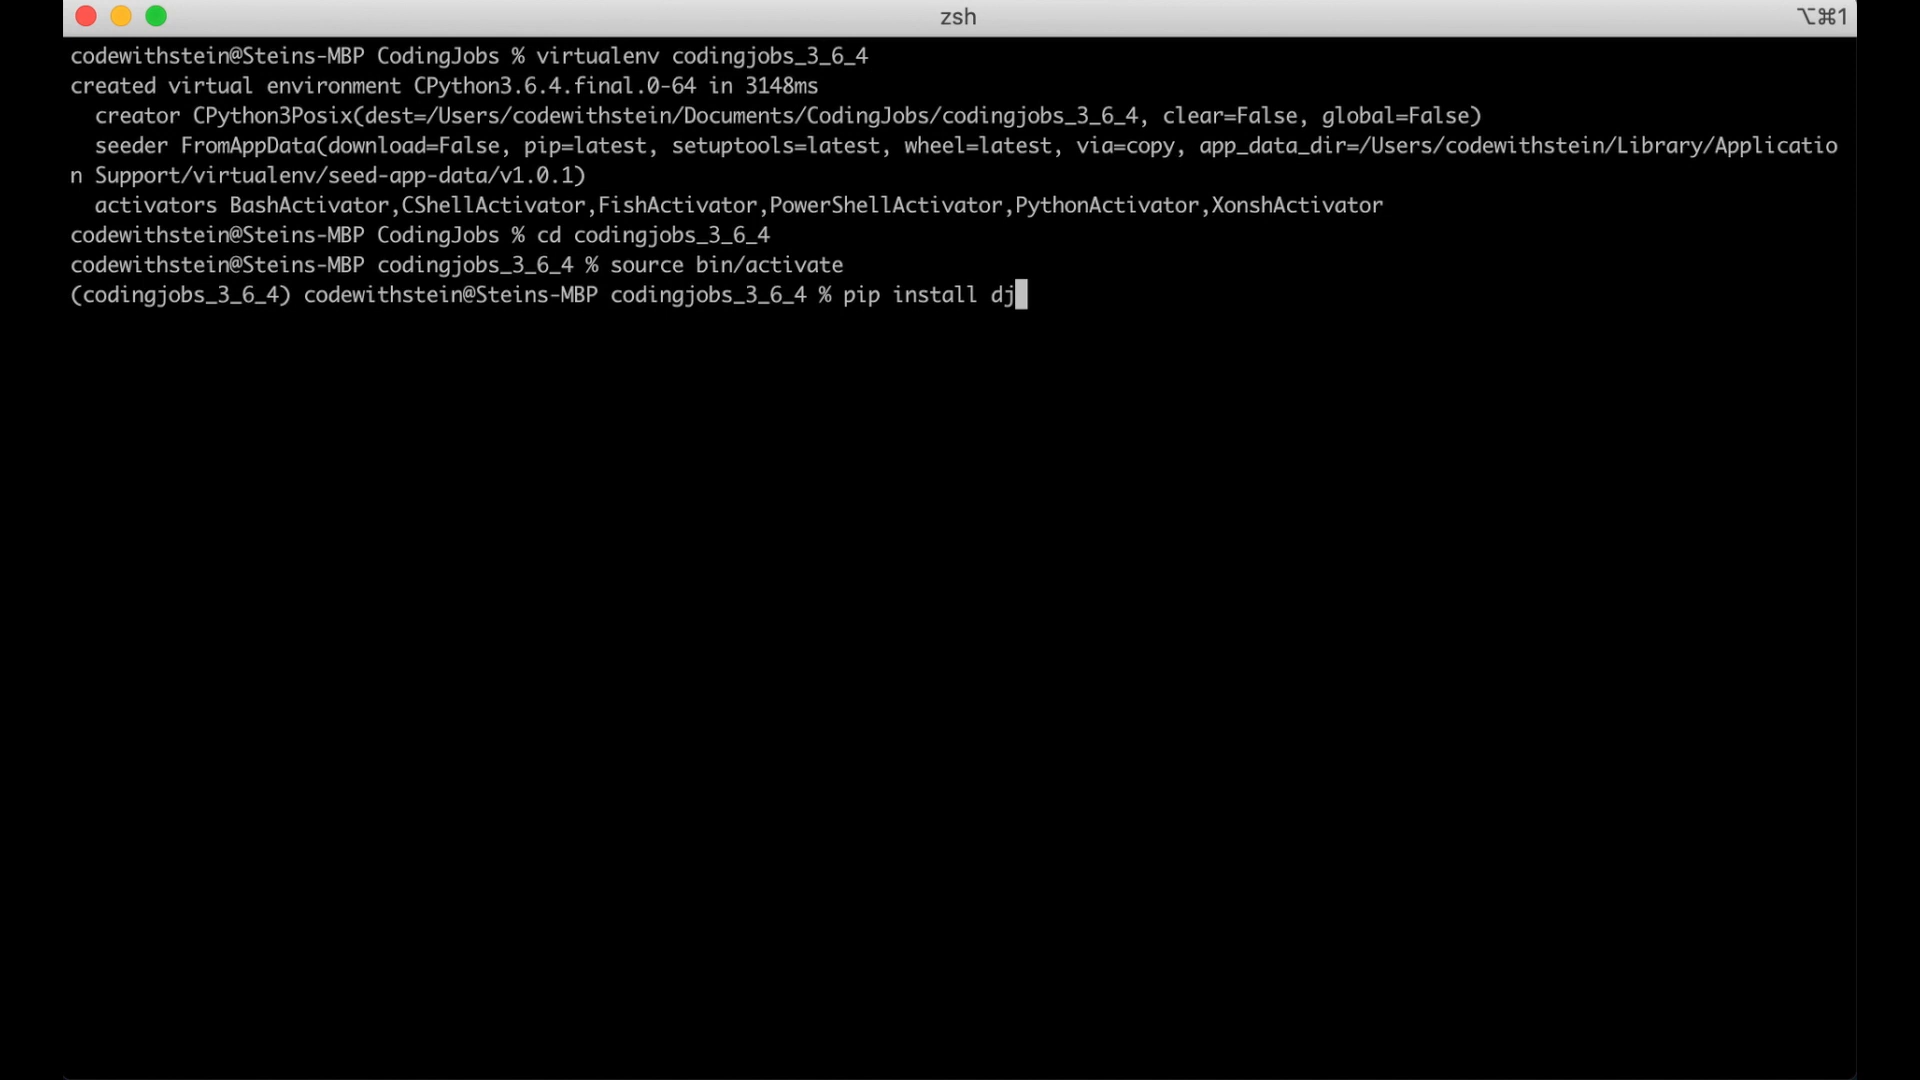 zsh
⌥⌘1
codewithstein@Steins-MBP CodingJobs % virtualenv codingjobs_3_6_4
created virtual environment CPython3.6.4.final.0-64 in 3148ms
  creator CPython3Posix(dest=/Users/codewithstein/Documents/CodingJobs/codingjobs_3_6_4, clear=False, global=False)
  seeder FromAppData(download=False, pip=latest, setuptools=latest, wheel=latest, via=copy, app_data_dir=/Users/codewithstein/Library/Applicatio
n Support/virtualenv/seed-app-data/v1.0.1)
  activators BashActivator,CShellActivator,FishActivator,PowerShellActivator,PythonActivator,XonshActivator
codewithstein@Steins-MBP CodingJobs % cd codingjobs_3_6_4
codewithstein@Steins-MBP codingjobs_3_6_4 % source bin/activate
(codingjobs_3_6_4) codewithstein@Steins-MBP codingjobs_3_6_4 % pip install dj